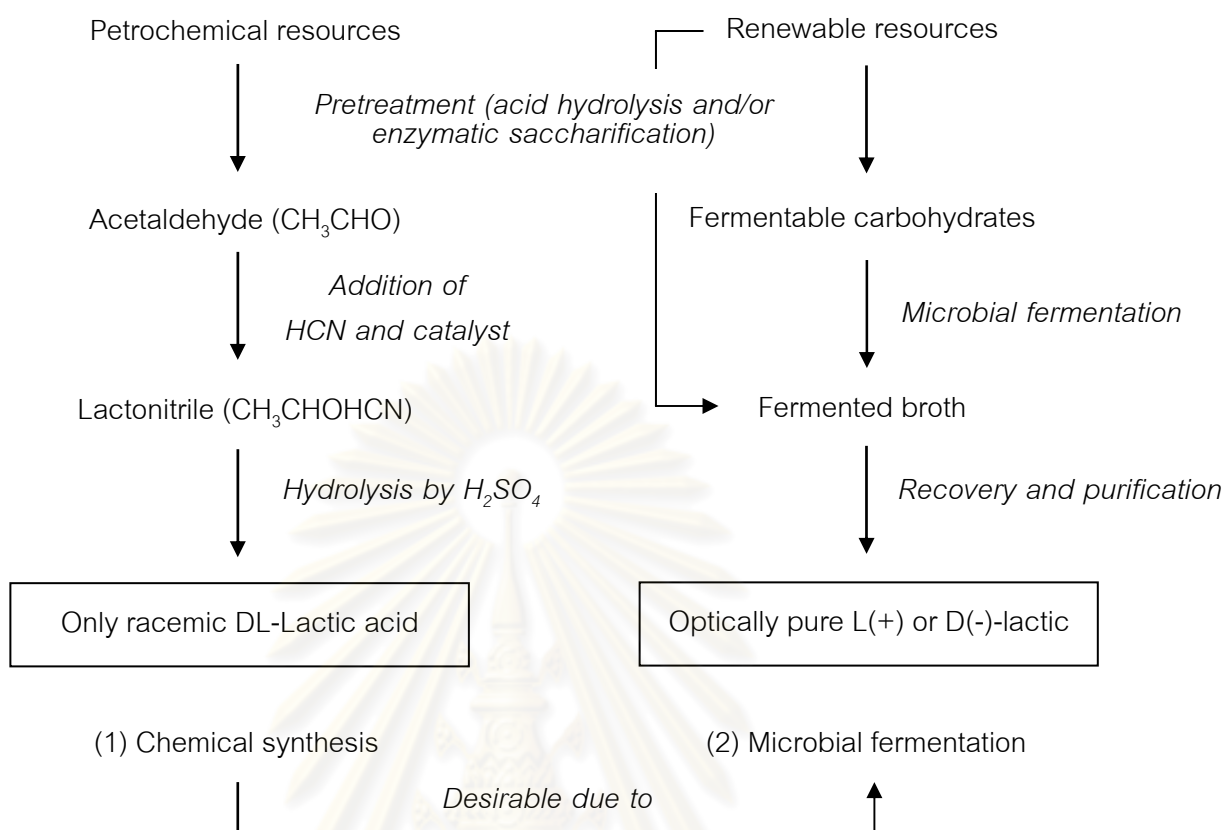 Petrochemical resources
Renewable resources
Pretreatment (acid hydrolysis and/or
enzymatic saccharification)
Acetaldehyde (CH₃CHO)
Fermentable carbohydrates
Addition of
HCN and catalyst
Microbial fermentation
Lactonitrile (CH₃CHOHCN)
Fermented broth
Hydrolysis by H₂SO₄
Recovery and purification
Only racemic DL-Lactic acid
Optically pure L(+) or D(-)-lactic
(1) Chemical synthesis
(2) Microbial fermentation
Desirable due to